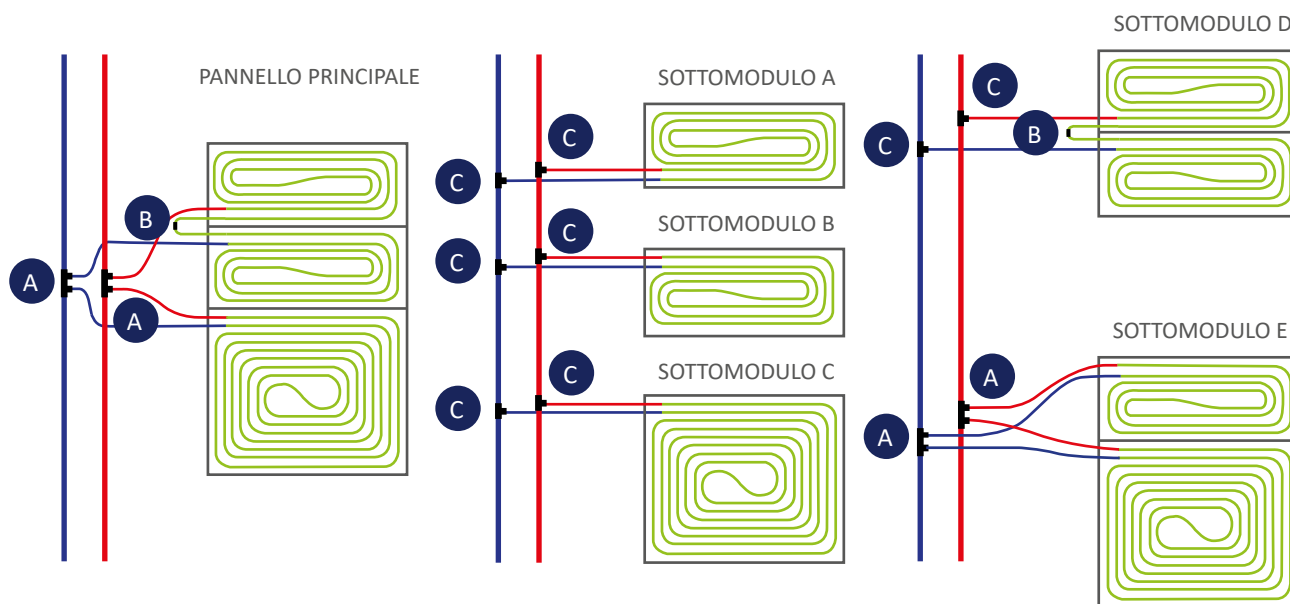 PANNELLO PRINCIPALE
B
A
A
SOTTOMODULO A
C
C
SOTTOMODULO B
C
C
SOTTOMODULO C
C
C
SOTTOMODULO D
C
B
C
SOTTOMODULO E
A
A